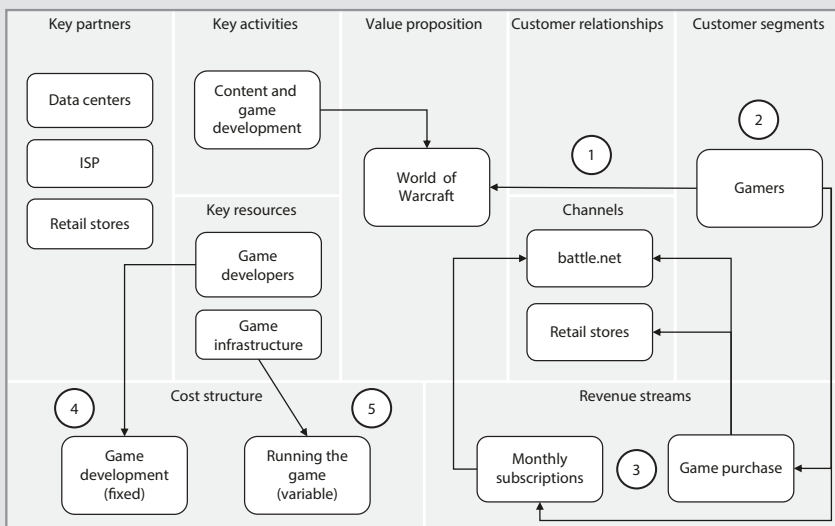 Key partners
Key activities
Value proposition
Customer relationships
Customer segments
Data centers
ISP
Retail stores
Content and
game
development
World of
Warcraft
1
2
Gamers
Key resources
Game
developers
Game
infrastructure
Channels
battle.net
Retail stores
Cost structure
4
5
Game
development
(fixed)
Running the
game
(variable)
Revenue streams
Monthly
subscriptions
3
Game purchase